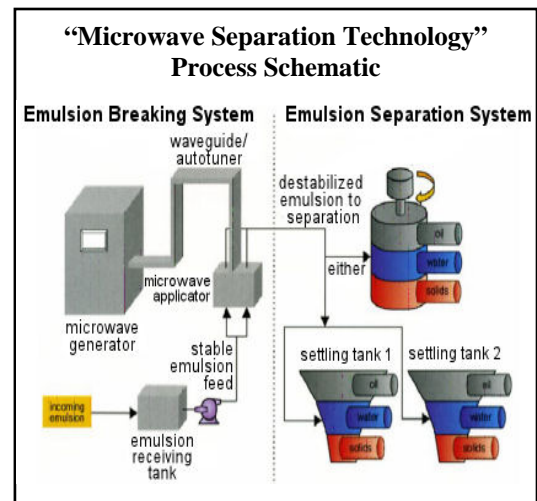 “Microwave Separation Technology”
Process Schematic
Emulsion Breaking System
Emulsion Separation System
waveguide/
autotuner
destabilized
emulsion to
separation
oil
water
solids
either
microwave
applicator
microwave
generator
stable
emulsion
feed
incoming
emulsion
emulsion
receiving
tank
settling tank 1
settling tank 2
oil
water
solids
oil
water
solids